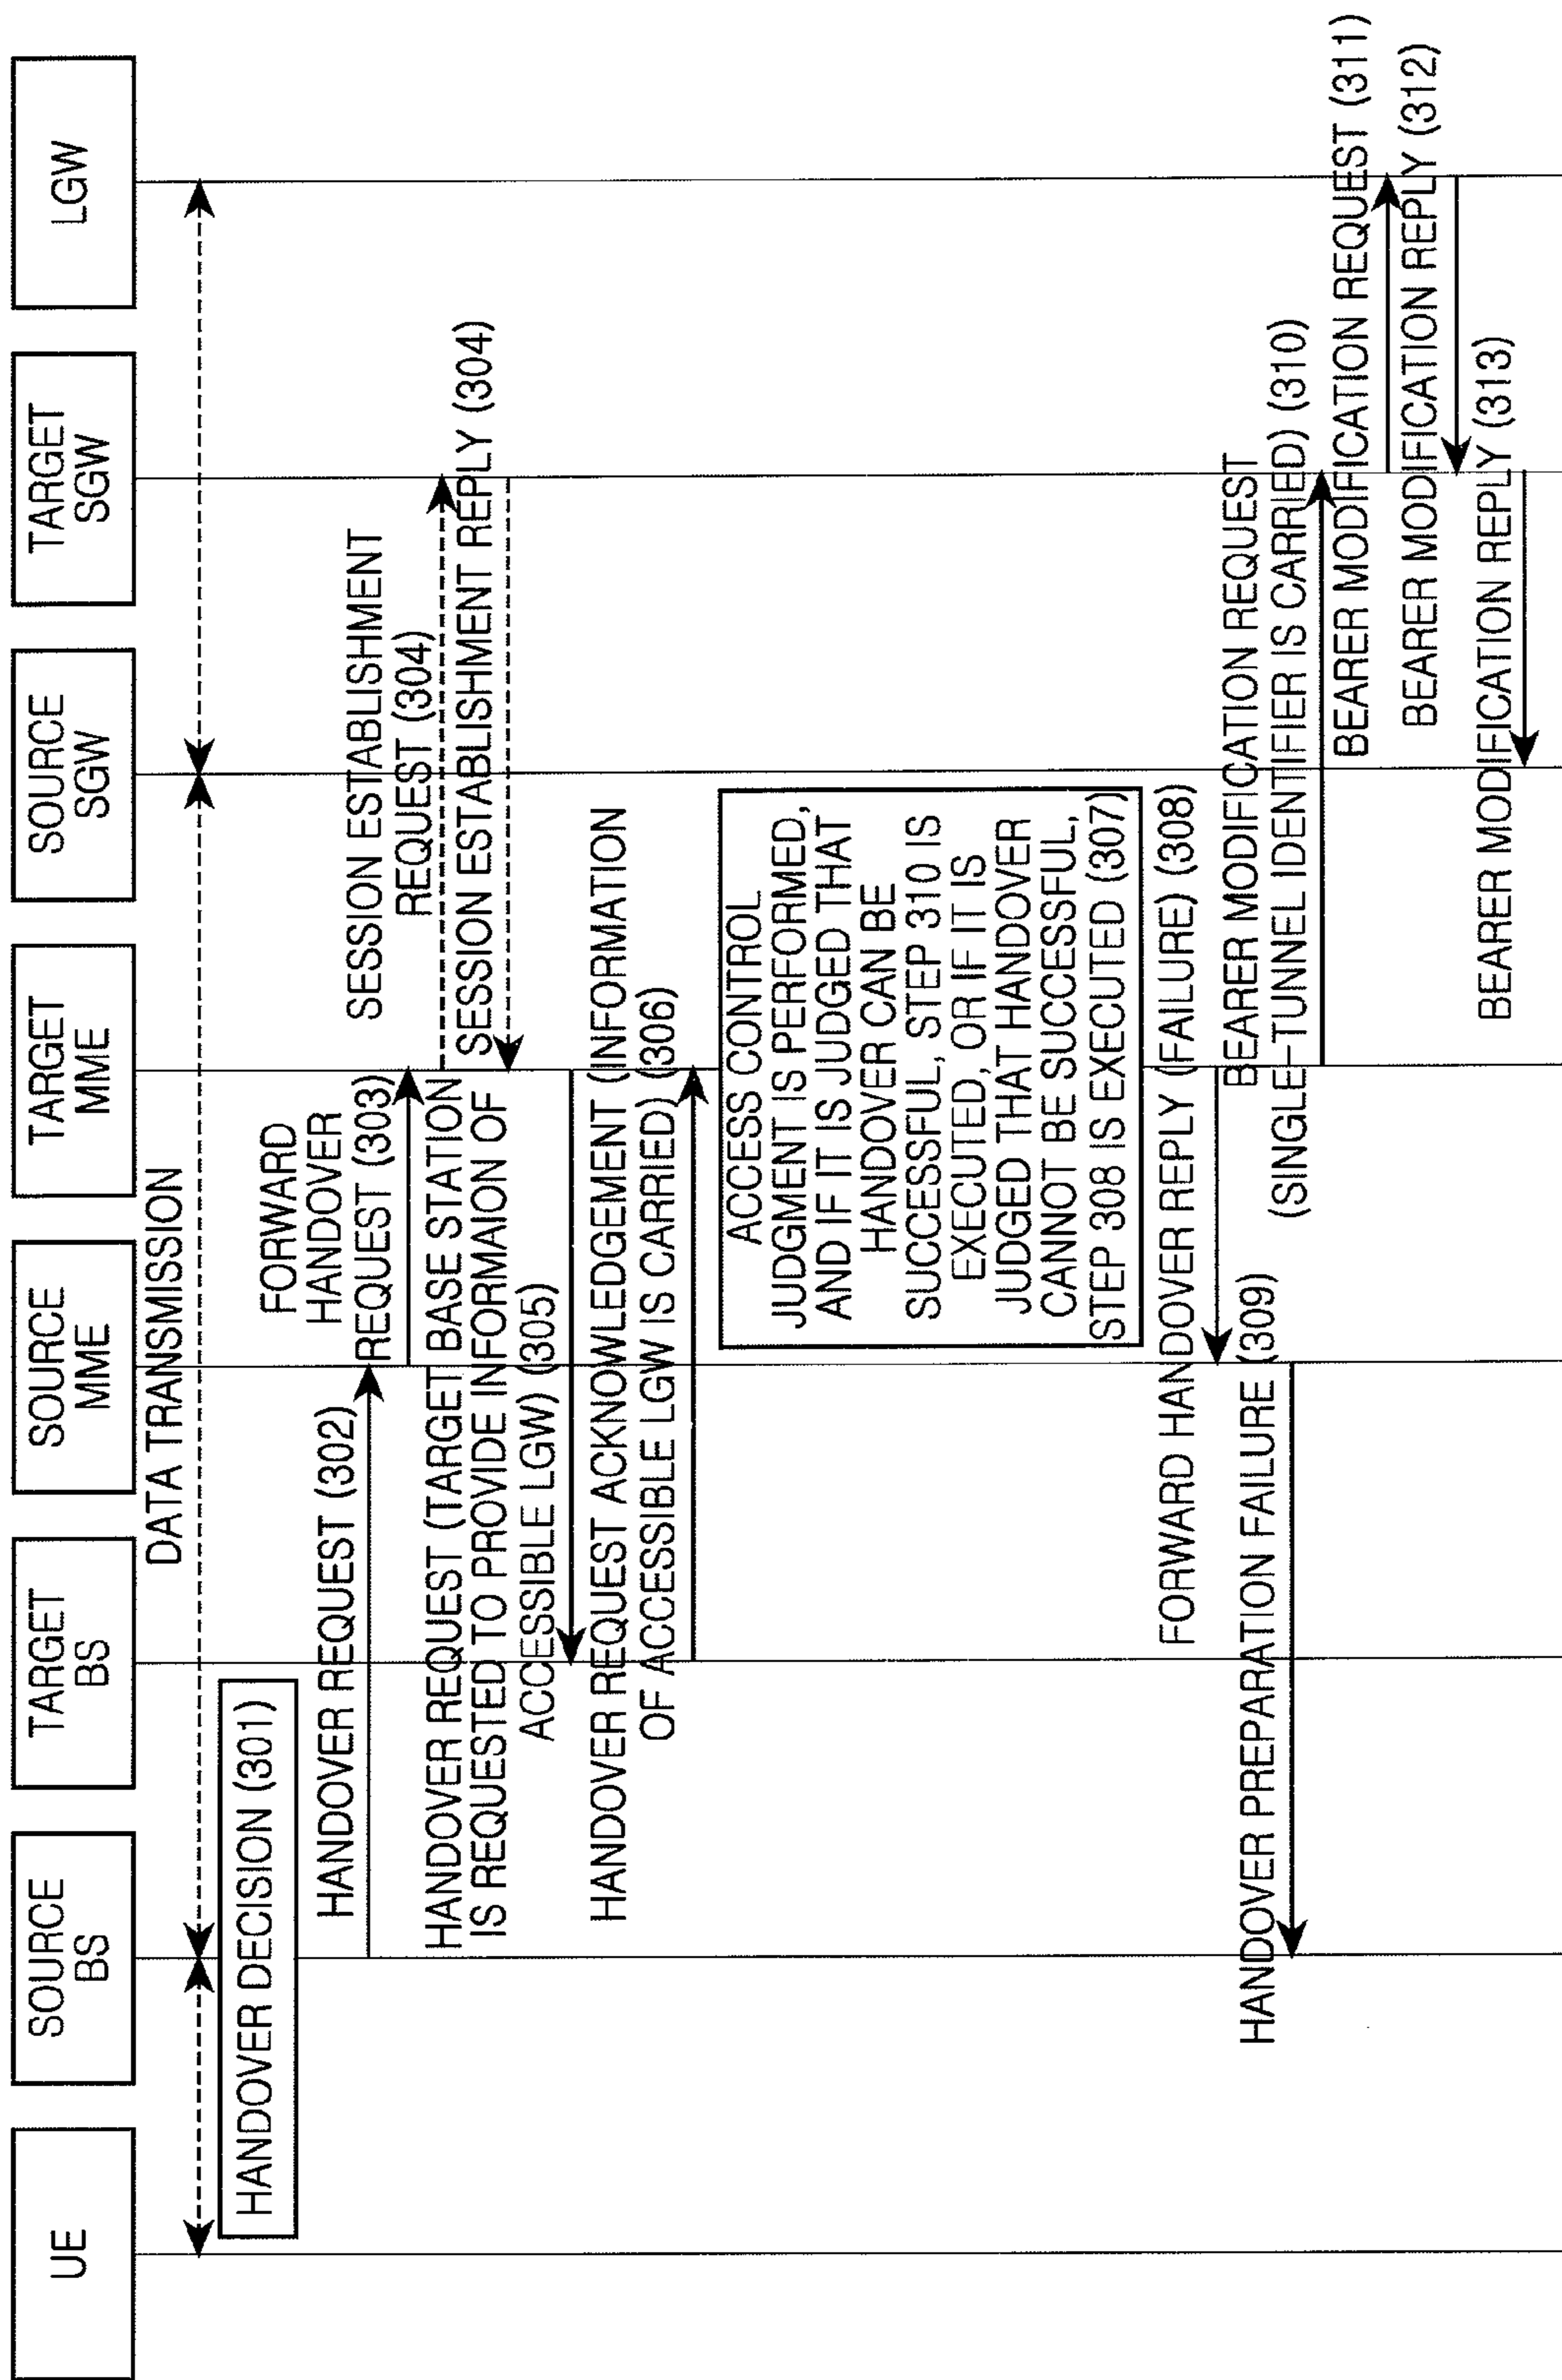 UE
SOURCE
BS
TARGET
BS
SOURCE
MME
TARGET
MME
SOURCE
SGW
TARGET
SGW
LGW
DATA TRANSMISSION
HANDOVER DECISION (301)
HANDOVER REQUEST (302)
FORWARD
HANDOVER
REQUEST (303)
SESSION ESTABLISHMENT
REQUEST (304)
SESSION ESTABLISHMENT REPLY (304)
HANDOVER REQUEST (TARGET BASE STATION
IS REQUESTED TO PROVIDE INFORMAION OF
ACCESSIBLE LGW) (305)
HANDOVER REQUEST ACKNOWLEDGEMENT (INFORMATION
OF ACCESSIBLE LGW IS CARRIED) (306)
ACCESS CONTROL
JUDGMENT IS PERFORMED,
AND IF IT IS JUDGED THAT
HANDOVER CAN BE
SUCCESSFUL, STEP 310 IS
EXECUTED, OR IF IT IS
JUDGED THAT HANDOVER
CANNOT BE SUCCESSFUL,
STEP 308 IS EXECUTED (307)
FORWARD HANDOVER REPLY (FAILURE) (308)
HANDOVER PREPARATION FAILURE (309)
BEARER MODIFICATION REQUEST
(SINGLE-TUNNEL IDENTIFIER IS CARRIED) (310)
BEARER MODIFICATION REQUEST (311)
BEARER MODIFICATION REPLY (312)
BEARER MODIFICATION REPLY (313)